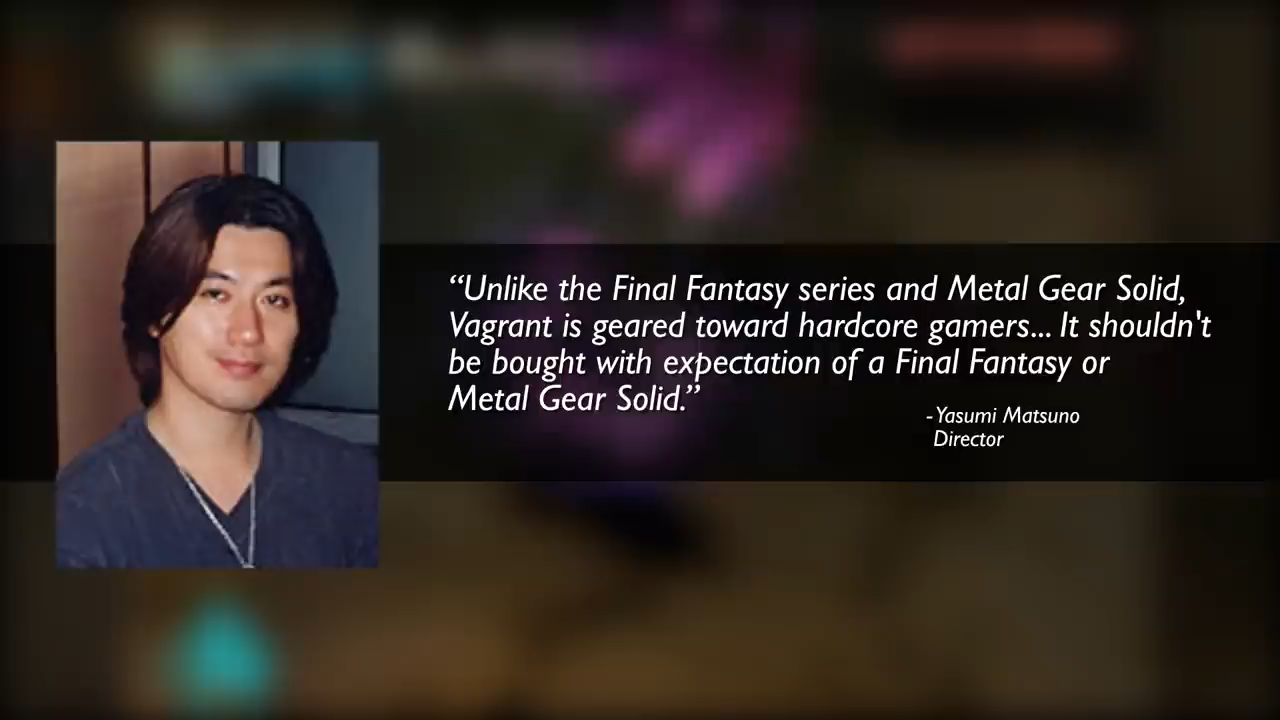 “Unlike the Final Fantasy series and Metal Gear Solid,
Vagrant is geared toward hardcore gamers... It shouldn't
be bought with expectation of a Final Fantasy or
Metal Gear Solid.”
-Yasumi Matsuno
Director